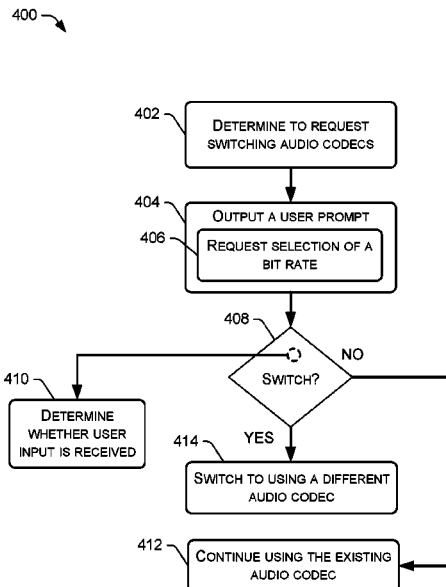 400
402
DETERMINE TO REQUEST
SWITCHING AUDIO CODECS
404
OUTPUT A USER PROMPT
406
REQUEST SELECTION OF A
BIT RATE
408
SWITCH?
NO
YES
410
DETERMINE
WHETHER USER
INPUT IS RECEIVED
414
SWITCH TO USING A DIFFERENT
AUDIO CODEC
412
CONTINUE USING THE EXISTING
AUDIO CODEC